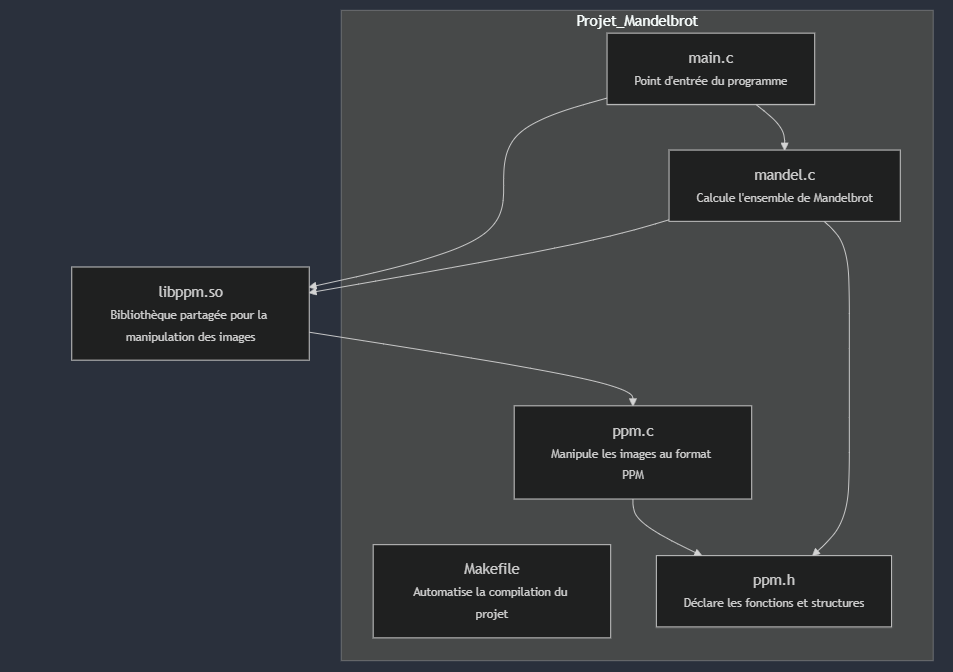 Projet_Mandelbrot
main.c
Point d'entrée du programme
mandel.c
Calcule l'ensemble de Mandelbrot
libppm.so
Bibliothèque partagée pour la
manipulation des images
ppm.c
Manipule les images au format
PPM
Makefile
Automatise la compilation du
projet
ppm.h
Déclare les fonctions et structures